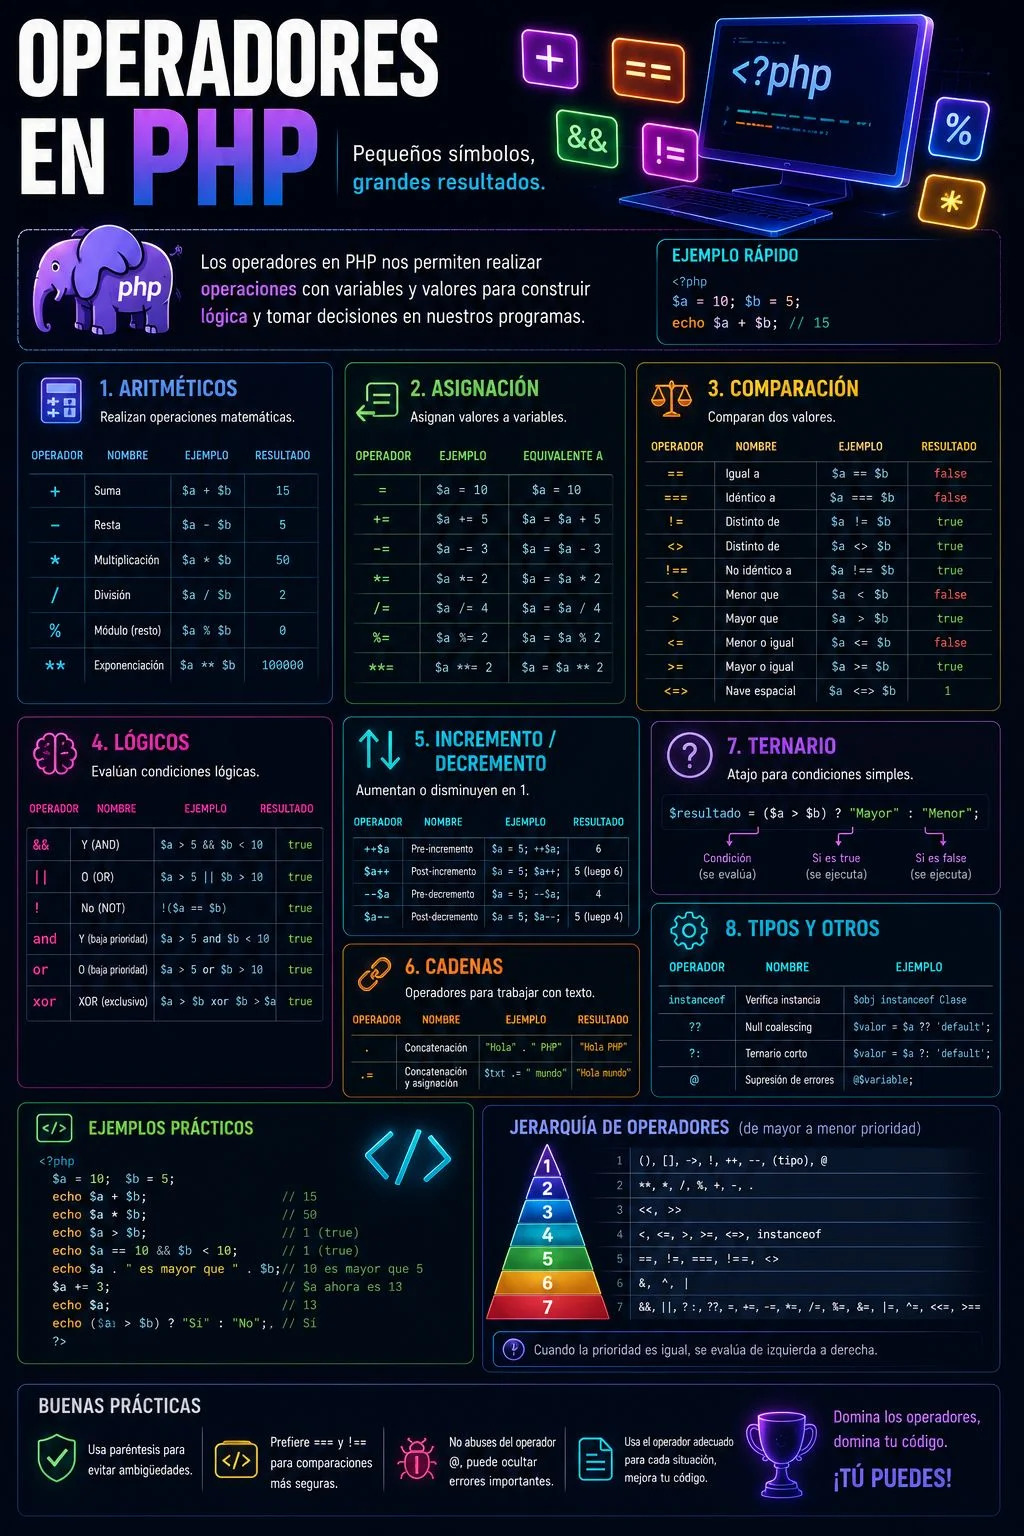 OPERADORES
EN PHP
Pequeños símbolos,
grandes resultados.
+
==
&&
!=
<?php
%
*
php
Los operadores en PHP nos permiten realizar
operaciones con variables y valores para construir
lógica y tomar decisiones en nuestros programas.
EJEMPLO RÁPIDO
<?php
$a = 10; $b = 5;
echo $a + $b; // 15
1. ARITMÉTICOS
Realizan operaciones matemáticas.
OPERADOR NOMBRE EJEMPLO RESULTADO
+ Suma $a + $b 15
- Resta $a - $b 5
* Multiplicación $a * $b 50
/ División $a / $b 2
% Módulo (resto) $a % $b 0
** Exponenciación $a ** $b 100000
2. ASIGNACIÓN
Asignan valores a variables.
OPERADOR EJEMPLO EQUIVALENTE A
= $a = 10 $a = 10
+= $a += 5 $a = $a + 5
-= $a -= 3 $a = $a - 3
*= $a *= 2 $a = $a * 2
/= $a /= 4 $a = $a / 4
%= $a %= 2 $a = $a % 2
**= $a **= 2 $a = $a ** 2
3. COMPARACIÓN
Comparan dos valores.
OPERADOR NOMBRE EJEMPLO RESULTADO
== Igual a $a == $b false
=== Idéntico a $a === $b false
!= Distinto de $a != $b true
<> Distinto de $a <> $b true
!== No idéntico a $a !== $b true
< Menor que $a < $b false
> Mayor que $a > $b true
<= Menor o igual $a <= $b false
>= Mayor o igual $a >= $b true
<=> Nave espacial $a <=> $b 1
4. LÓGICOS
Evalúan condiciones lógicas.
OPERADOR NOMBRE EJEMPLO RESULTADO
&& Y (AND) $a > 5 && $b < 10 true
|| O (OR) $a > 5 || $b > 10 true
! No (NOT) !($a == $b) true
and Y (baja prioridad) $a > 5 and $b < 10 true
or O (baja prioridad) $a > 5 or $b > 10 true
xor XOR (exclusivo) $a > $b xor $b > $a true
5. INCREMENTO /
DECREMENTO
Aumentan o disminuyen en 1.
OPERADOR NOMBRE EJEMPLO RESULTADO
++$a Pre-incremento $a = 5; ++$a; 6
$a++ Post-incremento $a = 5; $a++; 5 (luego 6)
--$a Pre-decremento $a = 5; --$a; 4
$a-- Post-decremento $a = 5; $a--; 5 (luego 4)
6. CADENAS
Operadores para trabajar con texto.
OPERADOR NOMBRE EJEMPLO RESULTADO
. Concatenación "Hola" . " PHP" "Hola PHP"
.= Concatenación y asignación $txt .= " mundo" "Hola mundo"
7. TERNARIO
Atajo para condiciones simples.
$resultado = ($a > $b) ? "Mayor" : "Menor";
Condición Si es true Si es false
(se evalúa) (se ejecuta) (se ejecuta)
8. TIPOS Y OTROS
OPERADOR NOMBRE EJEMPLO
instanceof Verifica instancia $obj instanceof Clase
?? Null coalescing $valor = $a ?? 'default';
?: Ternario corto $valor = $a ?: 'default';
@ Supresión de errores @$variable;
</> EJEMPLOS PRÁCTICOS
</>
<?php
$a = 10; $b = 5;
echo $a + $b; // 15
echo $a * $b; // 50
echo $a > $b; // 1 (true)
echo $a == 10 && $b < 10; // 1 (true)
echo $a . " es mayor que " . $b; // 10 es mayor que 5
$a += 3; // $a ahora es 13
echo $a; // 13
echo ( > $b) ? "Sí" : "No";, // Sí
?>
JERARQUÍA DE OPERADORES (de mayor a menor prioridad)
1 1 (), [], ->, !, ++, --, (tipo), @
2 2 **, *, /, %, +, -, .
3 3 <<, >>
4 4 <, <=, >, >=, <=>, instanceof
5 5 ==, !=, ===, !==, <>
6 6 &, ^, |
7 7 &&, ||, ? :, ??, =, +=, -=, *=, /=, %=, &=, |=, ^=, <<=, >==
Cuando la prioridad es igual, se evalúa de izquierda a derecha.
BUENAS PRÁCTICAS
Usa paréntesis para
evitar ambigüedades.
</>
Prefiere === y !==
para comparaciones
más seguras.
No abuses del operador
@, puede ocultar
errores importantes.
Usa el operador adecuado
para cada situación,
mejora tu código.
Domina los operadores,
domina tu código.
¡TÚ PUEDES!